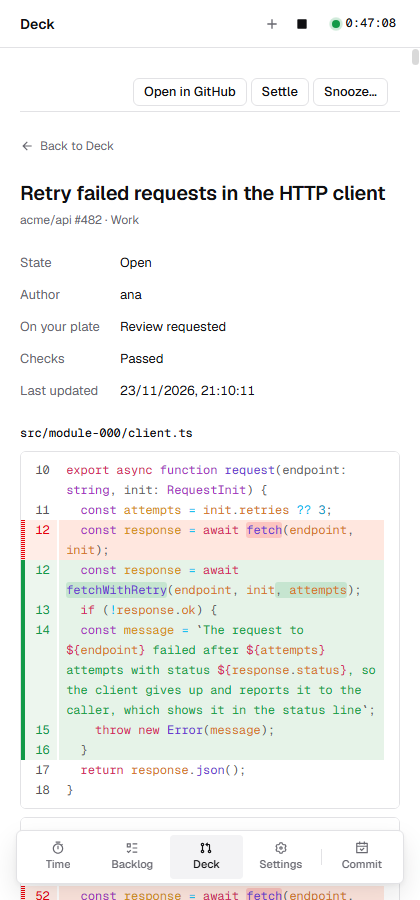 Deck
0:47:08
Open in GitHub
Settle
Snooze…
Back to Deck
Retry failed requests in the HTTP client
acme/api #482 · Work
State Open
Author ana
On your plate Review requested
Checks Passed
Last updated 23/11/2026, 21:10:11
src/module-000/client.ts
10 export async function request(endpoint:
string, init: RequestInit) {
11 const attempts = init.retries ?? 3;
12 const response = await fetch(endpoint,
init);
12 const response = await
fetchWithRetry(endpoint, init, attempts);
13 if (!response.ok) {
14 const message = `The request to
${endpoint} failed after ${attempts}
attempts with status ${response.status}, so
the client gives up and reports it to the
caller, which shows it in the status line`;
15 throw new Error(message);
16 }
17 return response.json();
18 }
Time
Backlog
Deck
Settings
Commit
52 const response = await fetch(endpoint,